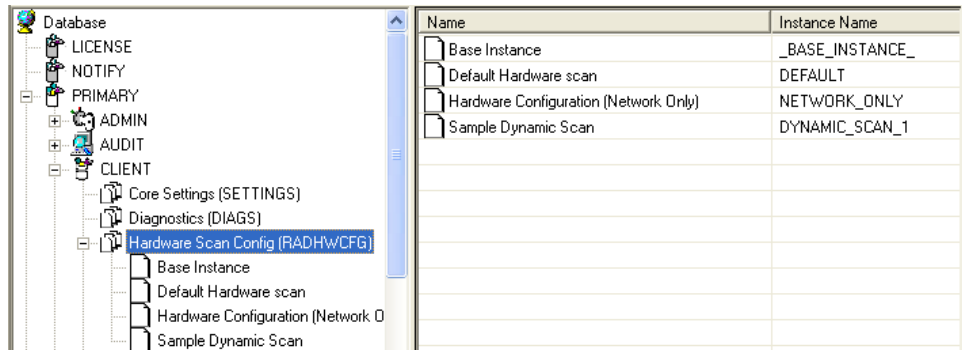 Database
LICENSE
NOTIFY
PRIMARY
ADMIN
AUDIT
CLIENT
Core Settings (SETTINGS)
Diagnostics (DIAGS)
Hardware Scan Config (RADHWCFG)
Base Instance
Default Hardware scan
Hardware Configuration (Network O
Sample Dynamic Scan
Name Instance Name
Base Instance _BASE_INSTANCE_
Default Hardware scan DEFAULT
Hardware Configuration (Network Only) NETWORK_ONLY
Sample Dynamic Scan DYNAMIC_SCAN_1